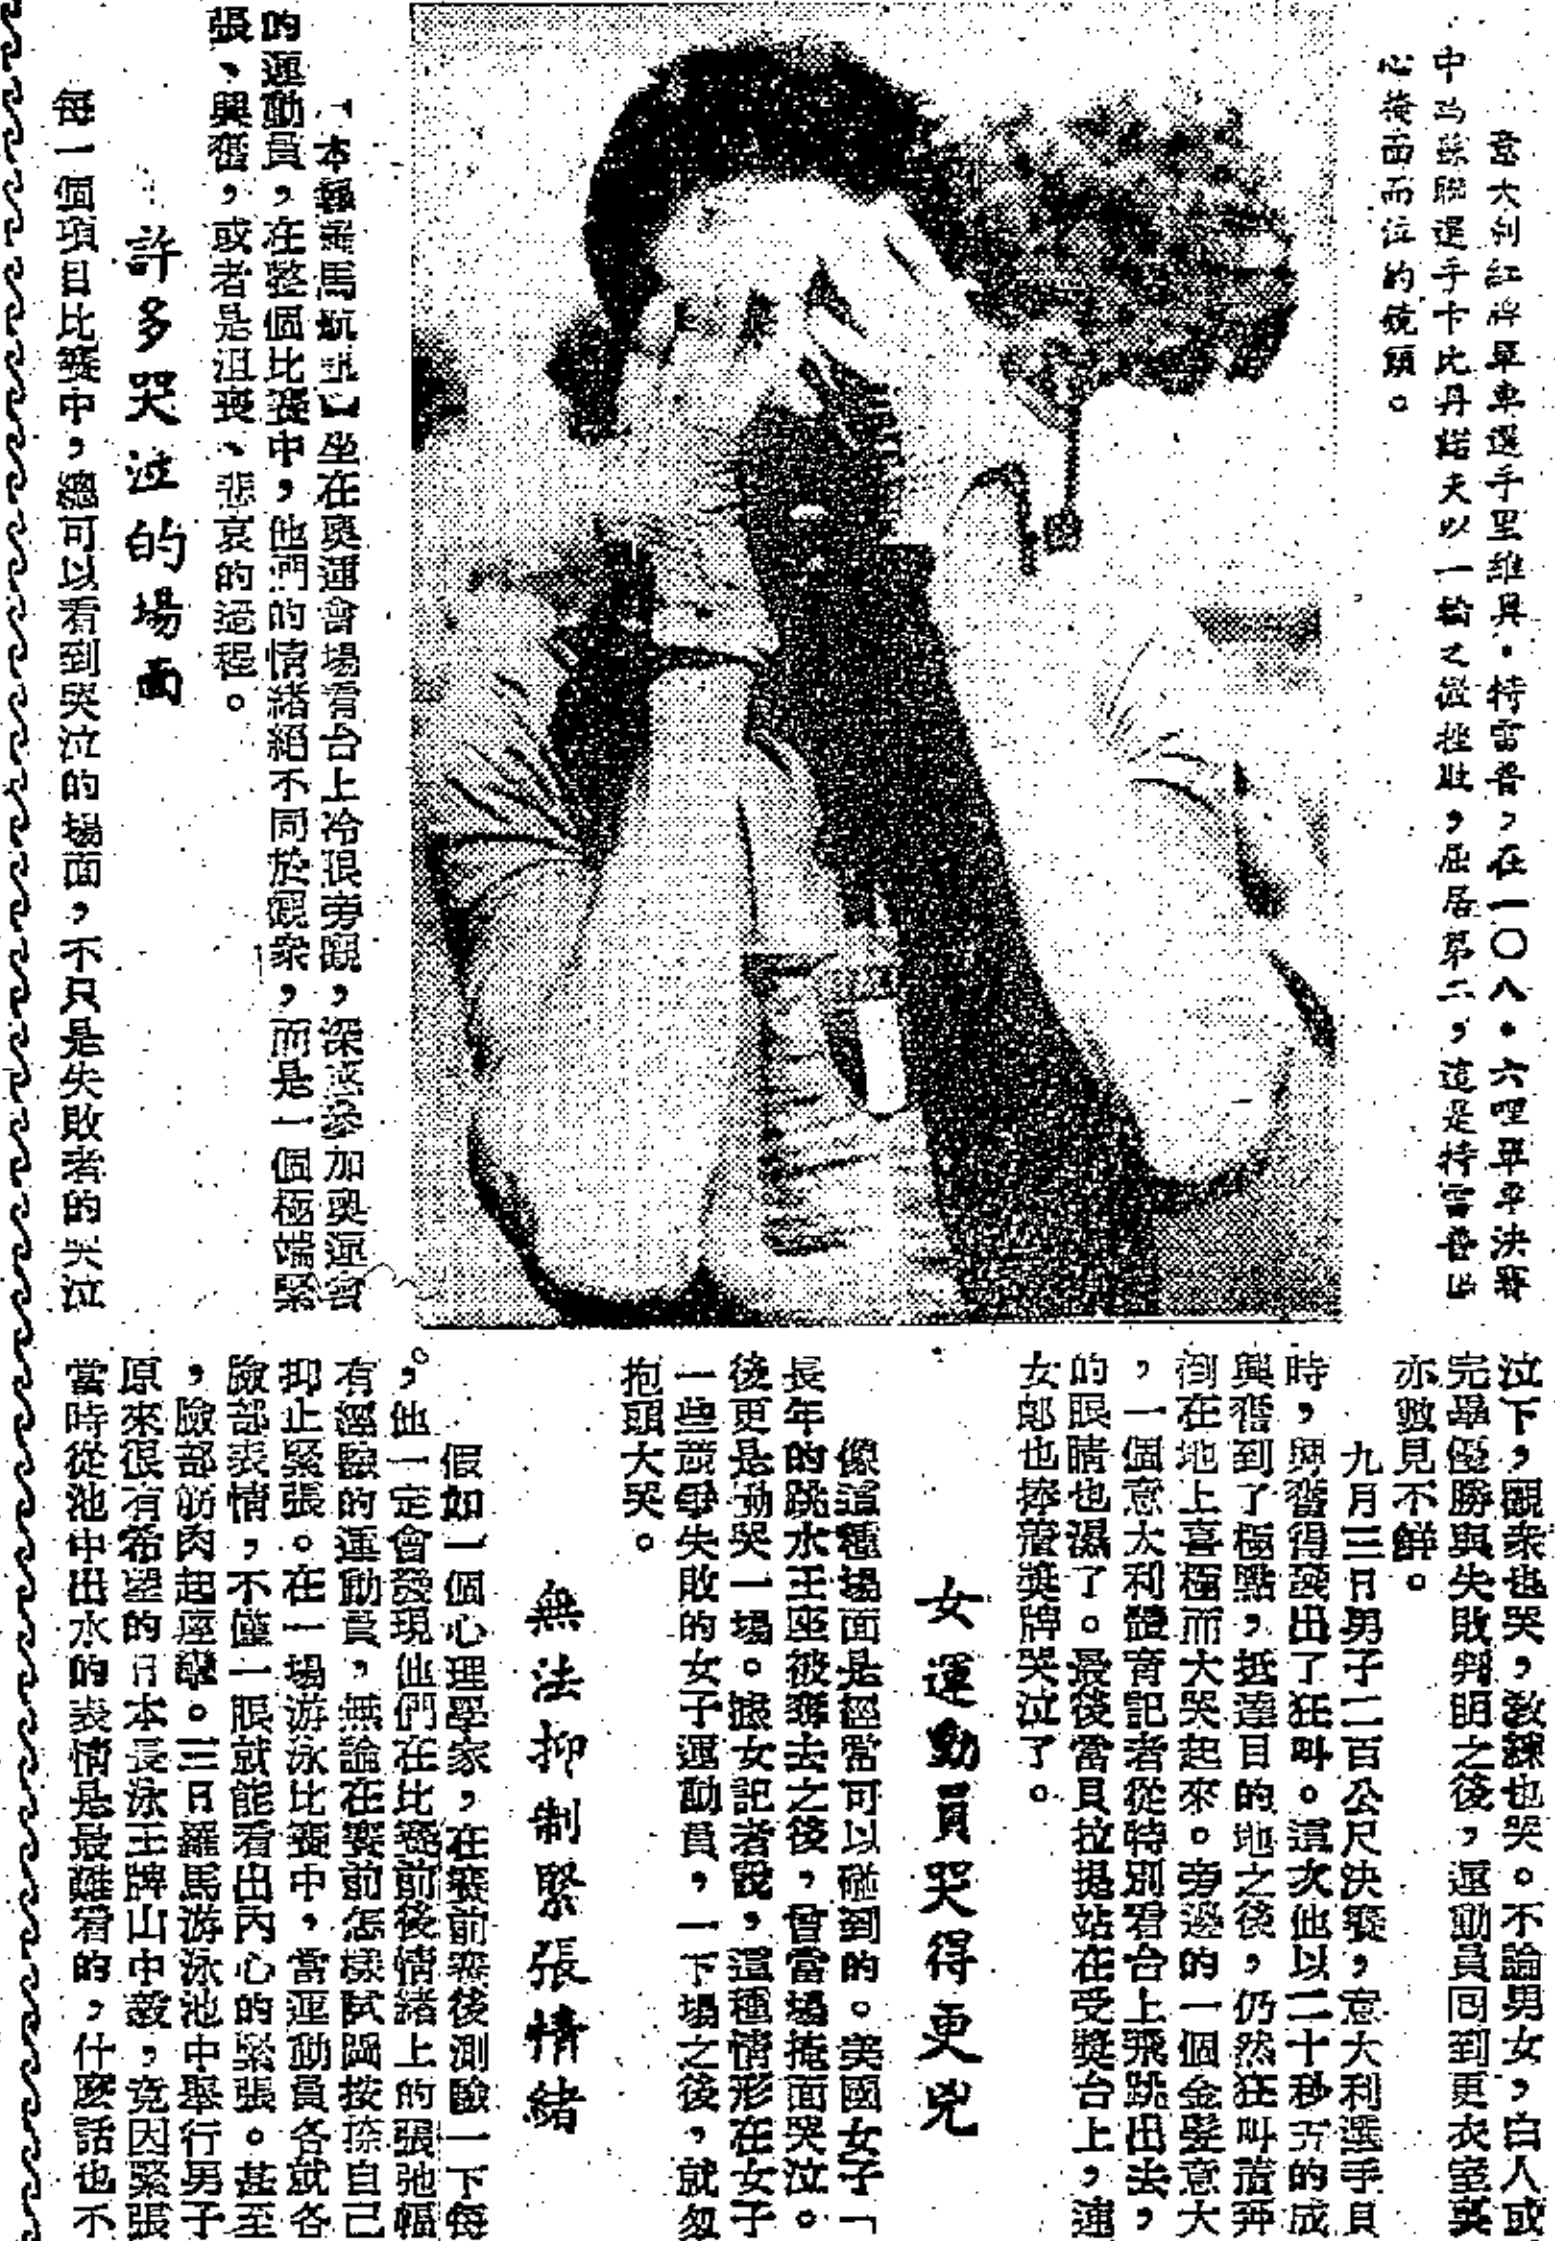 意大利紅牌單車選手里維奧·特雷普,在一〇八·六哩單車決賽
中為蘇聯選手卡比丹諾夫以一輪之微挫敗,屈居第二,這是特雷普
心掩面而泣的鏡頭。
【本報羅馬航訊】坐在奧運會場看台上冷眼旁觀,深感參加奧運會
的運動員,在整個比賽中,他們的情緒絕不同於觀衆,而是一個極端緊
張、興奮,或者是沮喪、悲哀的過程。
許多哭泣的場面
每一個項目比賽中,總可以看到哭泣的場面,不只是失敗者的哭泣
泣下,觀衆也哭,教練也哭。不論男女,白人或
完畢優勝與失敗判明之後,運動員回到更衣室裏
亦數見不鮮。
九月三日男子二百公尺決賽,意大利選手貝
時,興奮得發出了狂叫。這次他以二十秒五的成
興奮到了極點,抵達目的地之後,仍然狂叫着奔
倒在地上喜極而大哭起來。旁邊的一個金髮意大
,一個意大利體育記者從特別看台上飛跳出去,
的眼睛也濕了。最後當貝拉提站在受獎台上,連
女郎也捧着獎牌哭泣了。
女運動員哭得更兇
像這種場面是經常可以碰到的。美國女子「
長年的跳水王座被奪去之後,曾當場掩面哭泣。
後更是慟哭一場。據女記者說,這種情形在女子
一些競爭失敗的女子運動員,一下場之後,就忽
抱頭大哭。
無法抑制緊張情緒
假如一個心理學家,在賽前賽後測驗一下每
,他一定會發現他們在比賽前後情緒上的張弛幅
。有經驗的運動員,無論在賽前怎樣試圖按捺自己
抑止緊張。在一場游泳比賽中,當運動員各就各
臉部表情,不僅一眼就能看出內心的緊張。甚至
,臉部筋肉起痙攣。三日羅馬游泳池中舉行男子
原來很有希望的日本長泳王牌山中毅,竟因緊張
當時從池中出水的表情是最難看的,什麽話也不